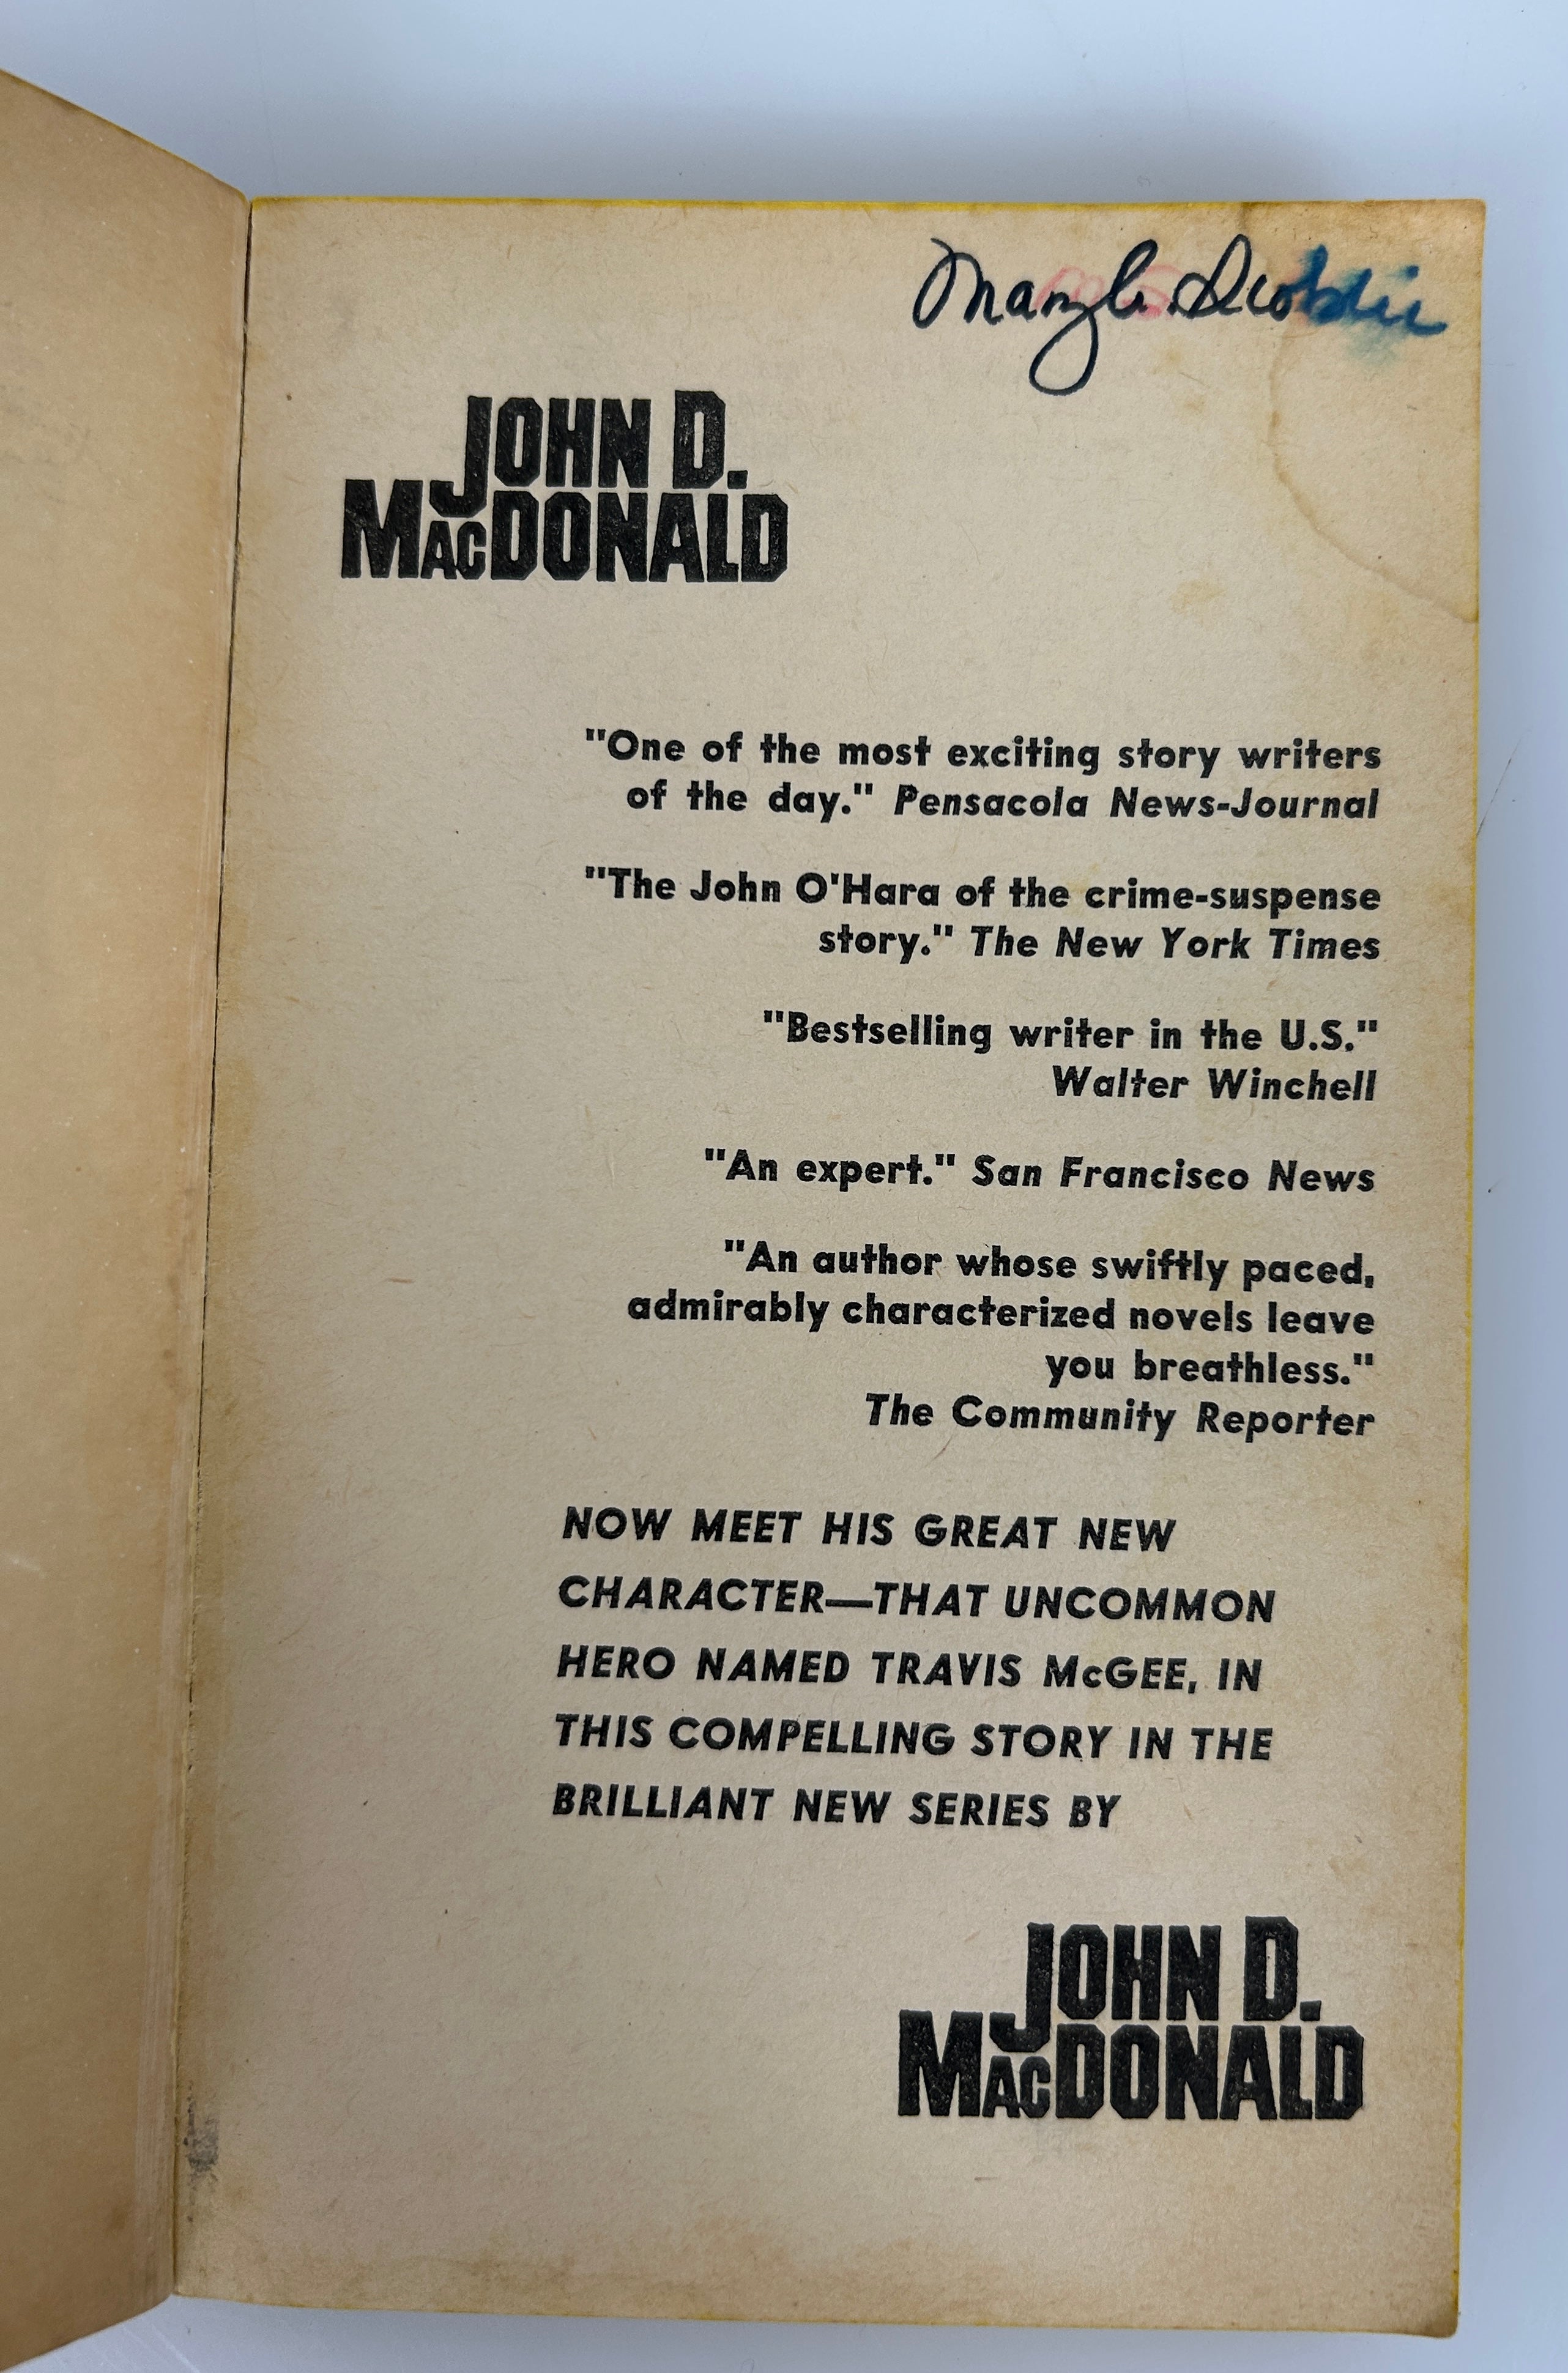 JOHN D.
MACDONALD
"One of the most exciting story writers
of the day." Pensacola News-Journal
"The John O'Hara of the crime-suspense
story." The New York Times
"Bestselling writer in the U.S."
Walter Winchell
"An expert." San Francisco News
"An author whose swiftly paced,
admirably characterized novels leave
you breathless."
The Community Reporter
NOW MEET HIS GREAT NEW
CHARACTER—THAT UNCOMMON
HERO NAMED TRAVIS McGEE, IN
THIS COMPELLING STORY IN THE
BRILLIANT NEW SERIES BY
JOHN D.
MACDONALD